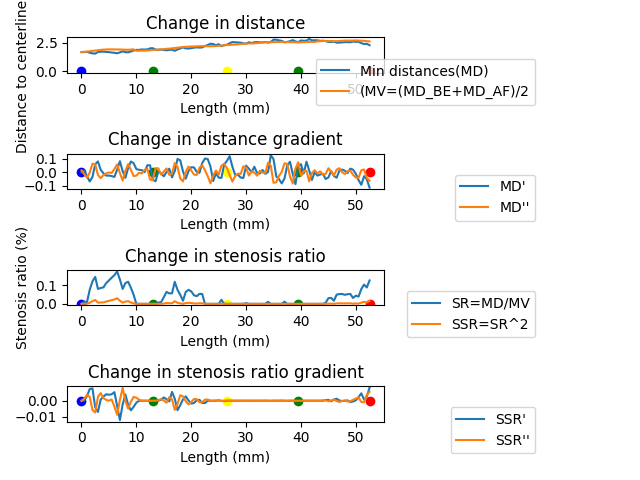 Change in distance
Distance to centerline
2.5
0.0
0 10 20 30 40 50
Length (mm)
Min distances(MD)
(MV=(MD_BE+MD_AF)/2
Change in distance gradient
0.1
0.0
−0.1
0 10 20 30 40 50
Length (mm)
MD'
MD''
Change in stenosis ratio
Stenosis ratio (%)
0.1
0.0
0 10 20 30 40 50
Length (mm)
SR=MD/MV
SSR=SR^2
Change in stenosis ratio gradient
0.00
−0.01
0 10 20 30 40 50
Length (mm)
SSR'
SSR''